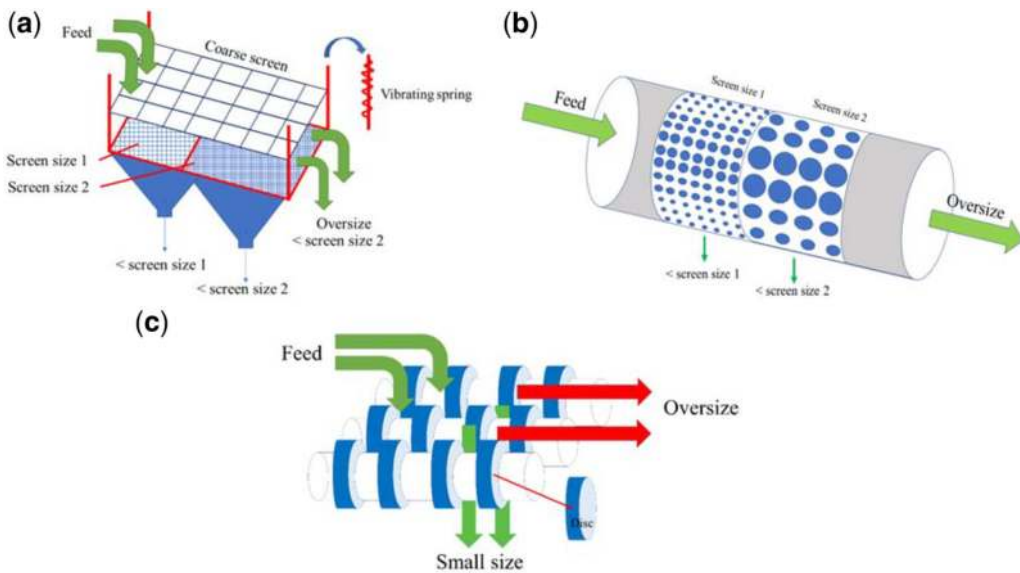 (a)
Feed
Coarse screen
Vibrating spring
Screen size 1
Screen size 2
Oversize
< screen size 2
< screen size 1
< screen size 2
(b)
Screen size 1
Screen size 2
Feed
Oversize
< screen size 1
< screen size 2
(c)
Feed
Oversize
Disc
Small size